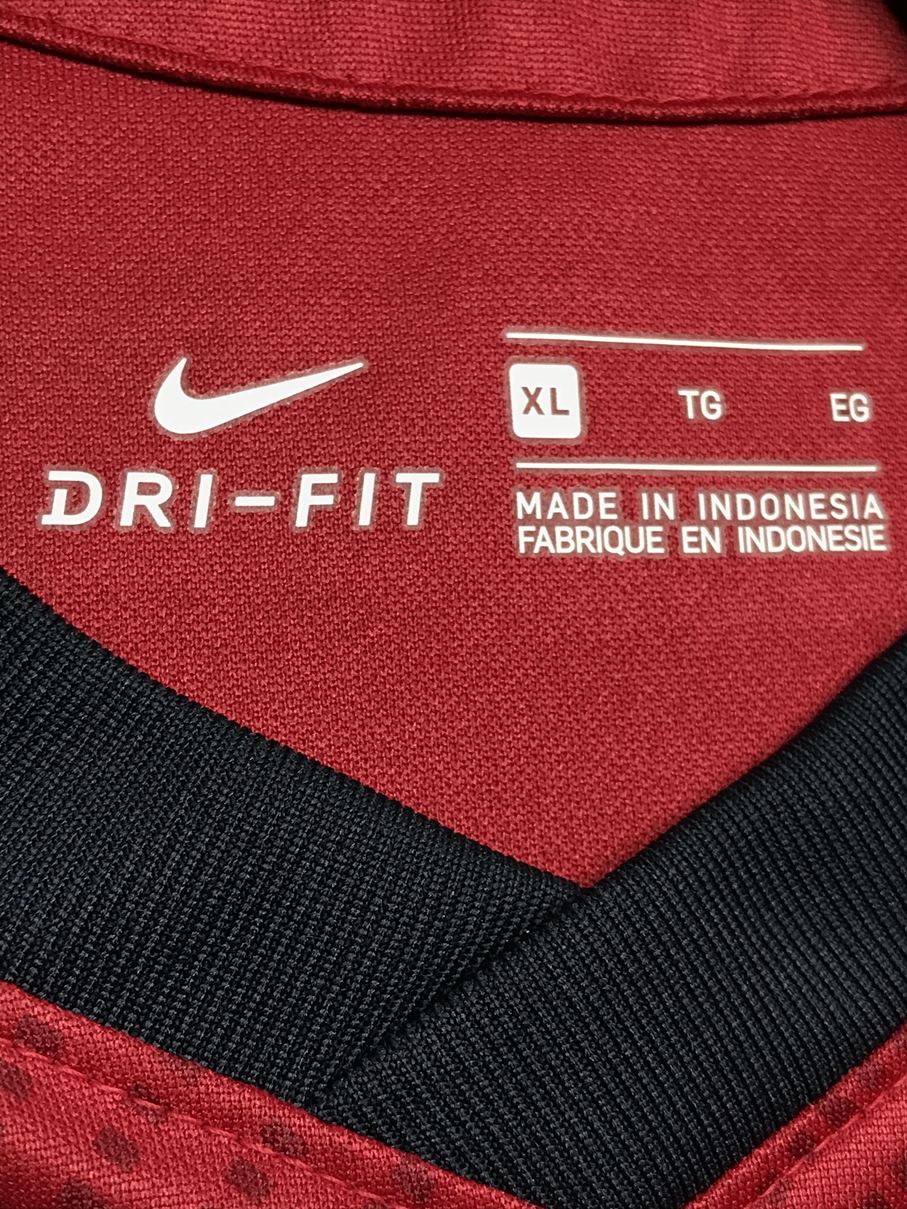 DRI-FIT
XL TG EG
MADE IN INDONESIA
FABRIQUE EN INDONESIE